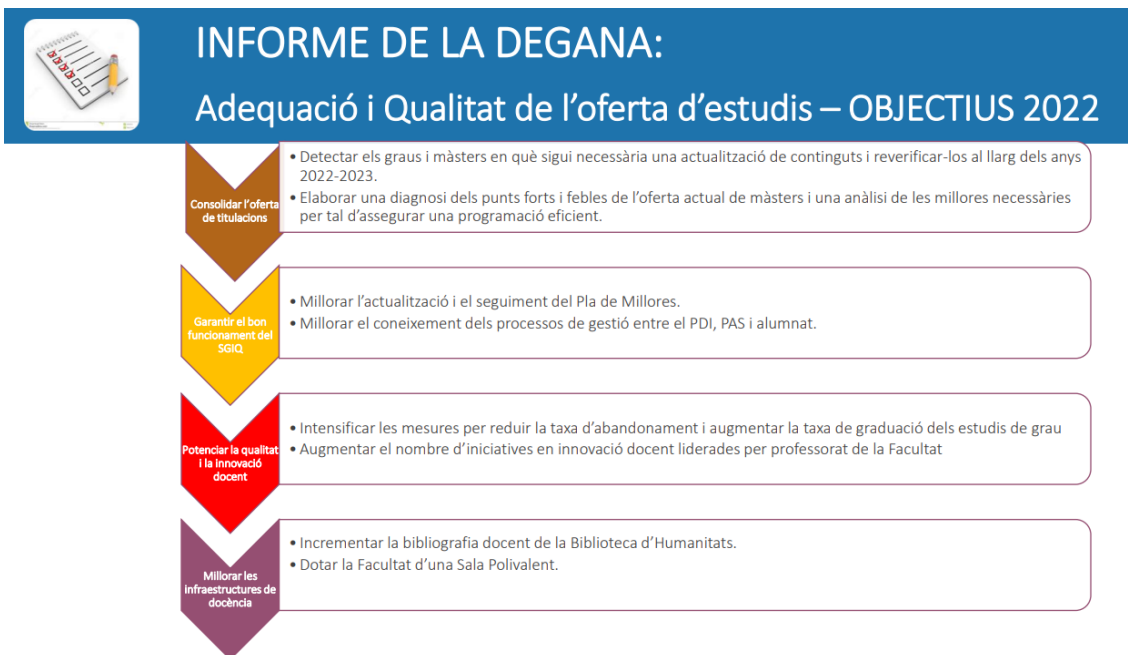 INFORME DE LA DEGANA:
Adequació i Qualitat de l’oferta d’estudis – OBJECTIUS 2022
Consolidar l’oferta
de titulacions
• Detectar els graus i màsters en què sigui necessària una actualització de continguts i reverificar-los al llarg dels anys
2022-2023.
• Elaborar una diagnosi dels punts forts i febles de l’oferta actual de màsters i una anàlisi de les millores necessàries
per tal d’assegurar una programació eficient.
Garantir el bon
funcionament del
SGIQ
• Millorar l’actualització i el seguiment del Pla de Millores.
• Millorar el coneixement dels processos de gestió entre el PDI, PAS i alumnat.
Potenciar la qualitat
i la innovació
docent
• Intensificar les mesures per reduir la taxa d’abandonament i augmentar la taxa de graduació dels estudis de grau
• Augmentar el nombre d’iniciatives en innovació docent liderades per professorat de la Facultat
Millorar les
infraestructures de
docència
• Incrementar la bibliografia docent de la Biblioteca d’Humanitats.
• Dotar la Facultat d’una Sala Polivalent.